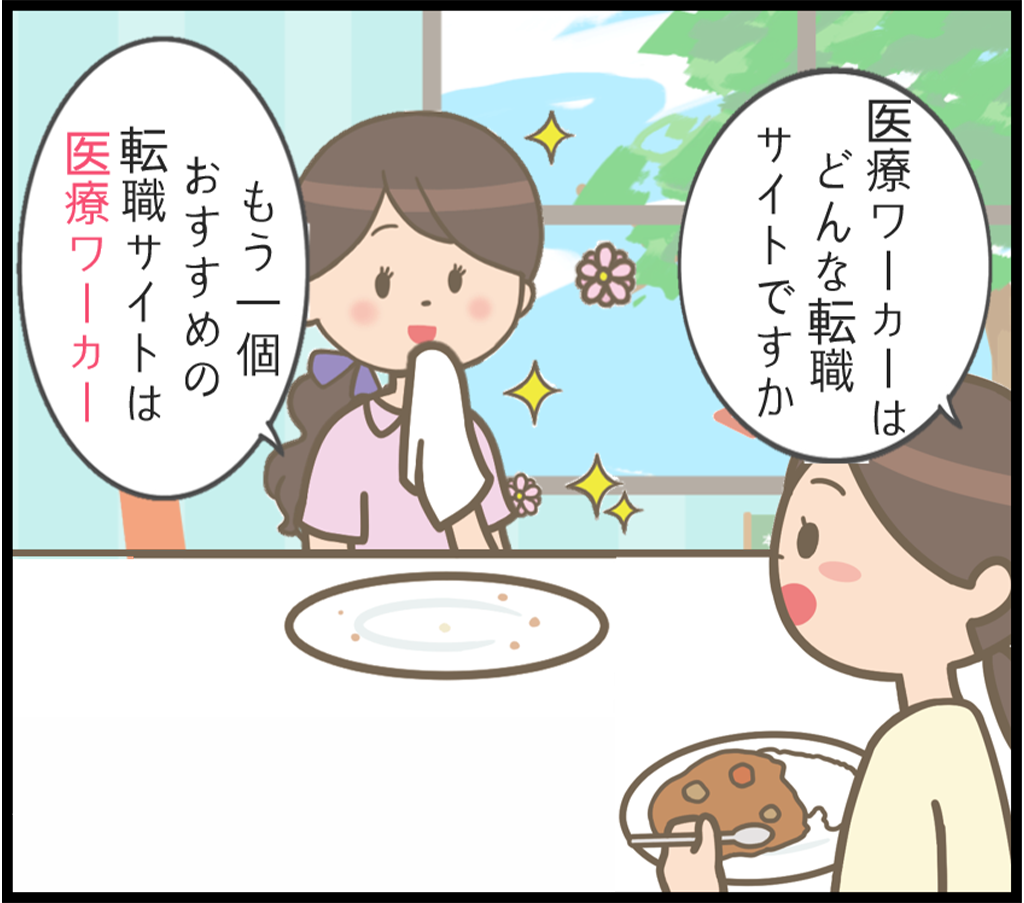 もう一個
おすすめの
転職サイトは
医療ワーカー
医療ワーカーは
どんな転職
サイトですか